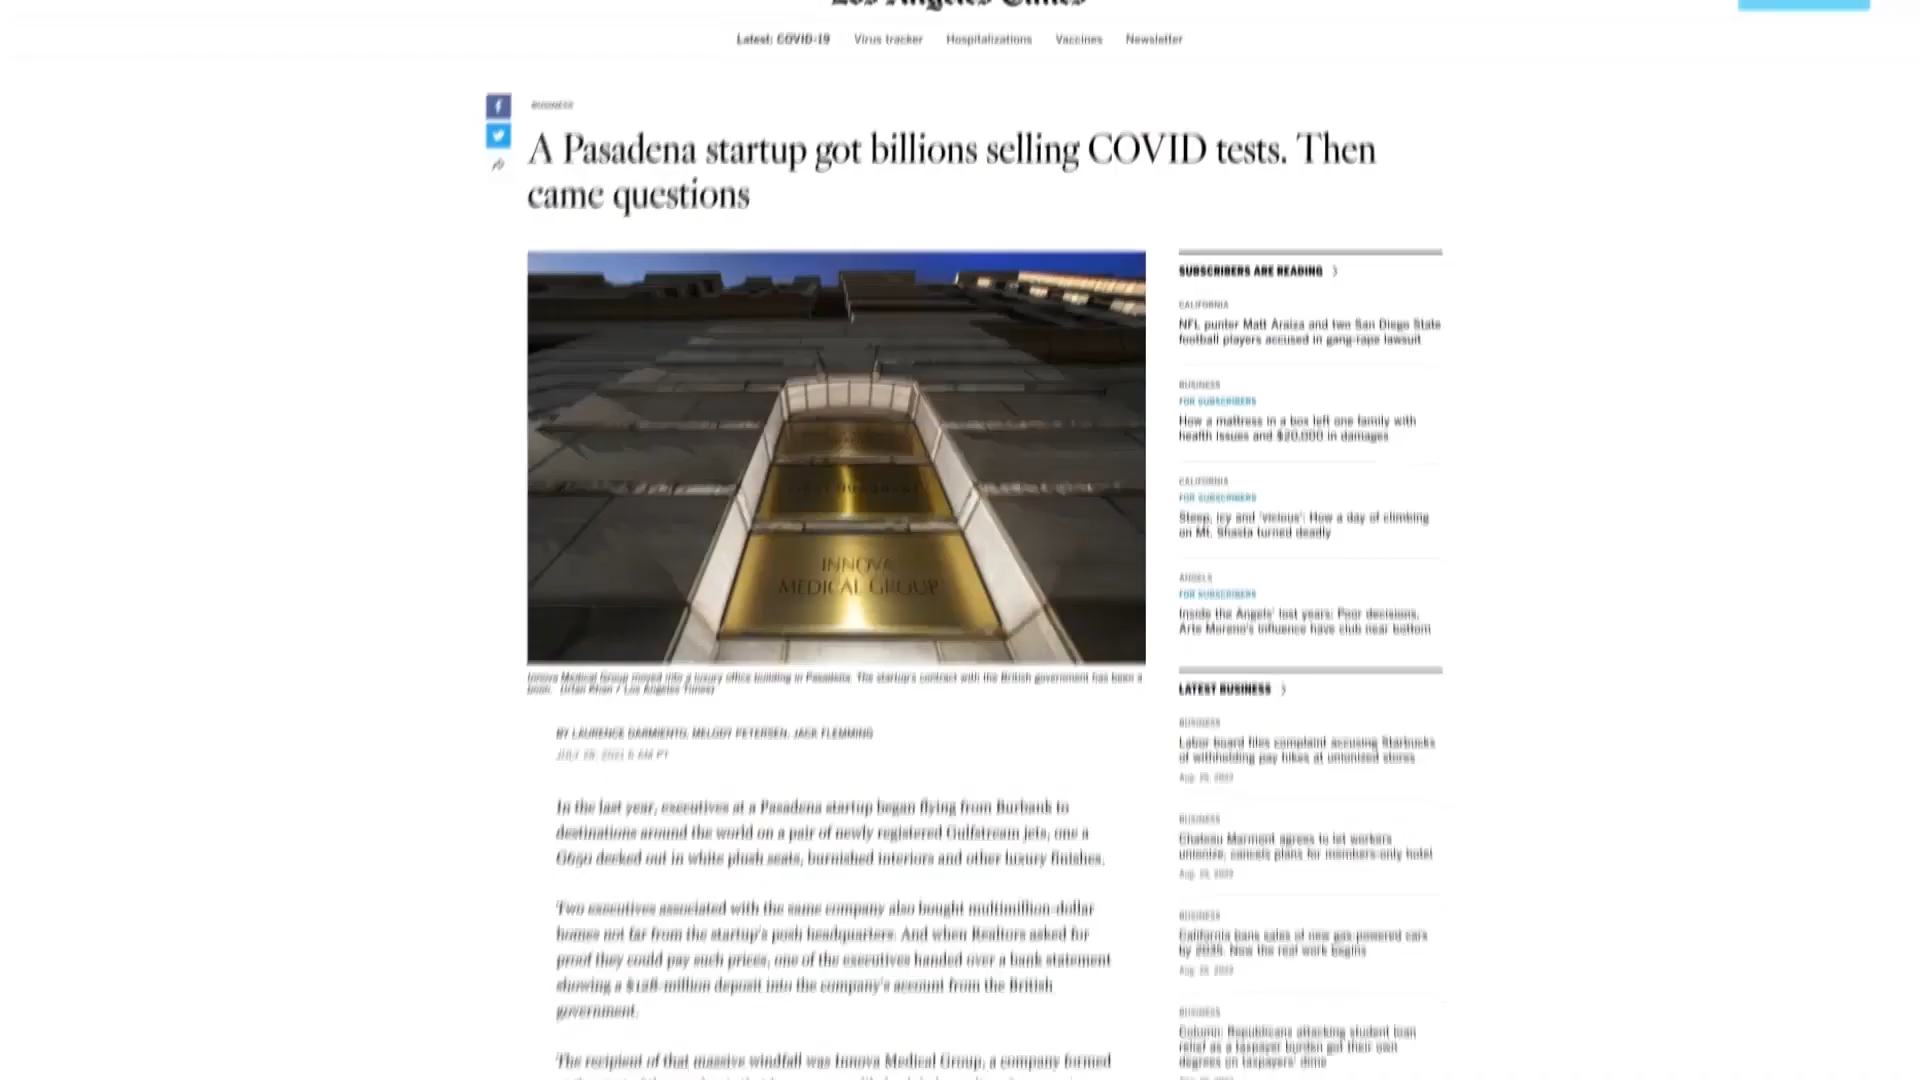 Los Angeles Times
Latest: COVID-19 Virus tracker Hospitalizations Vaccines Newsletter
BUSINESS
A Pasadena startup got billions selling COVID tests. Then
came questions
INNOVA
MEDICAL GROUP
Innova Medical Group moved into a luxury office building in Pasadena. The startup's contract with the British government has been a
boon. (Irfan Khan / Los Angeles Times)
BY LAURENCE DARMIENTO, MELODY PETERSEN, JACK FLEMMING
In the last year, executives at a Pasadena startup began flying from Burbank to
destinations around the world on a pair of newly registered Gulfstream jets, one a
G650 decked out in white plush seats, burnished interiors and other luxury finishes.
Two executives associated with the same company also bought multimillion-dollar
homes not far from the startup's posh headquarters. And when Realtors asked for
proof they could pay such prices, one of the executives handed over a bank statement
showing a $128-million deposit into the company's account from the British
government.
The recipient of that massive windfall was Innova Medical Group, a company formed
SUBSCRIBERS ARE READING
CALIFORNIA
NFL punter Matt Araiza and two San Diego State
football players accused in gang-rape lawsuit
BUSINESS
FOR SUBSCRIBERS
How a mattress in a box left one family with
health issues and $20,000 in damages
CALIFORNIA
FOR SUBSCRIBERS
Steep, icy and 'vicious': How a day of climbing
on Mt. Shasta turned deadly
ANGELS
FOR SUBSCRIBERS
Inside the Angels' lost years: Poor decisions,
Arte Moreno's influence have club near bottom
LATEST BUSINESS
BUSINESS
Labor board files complaint accusing Starbucks
of withholding pay hikes at unionized stores
BUSINESS
Chateau Marmont agrees to let workers
unionize, cancels plans for members-only hotel
BUSINESS
California bans sales of new gas-powered cars
by 2035. Now the real work begins
BUSINESS
Column: Republicans attacking student loan
relief as a taxpayer burden got their own
degrees on taxpayers' dime